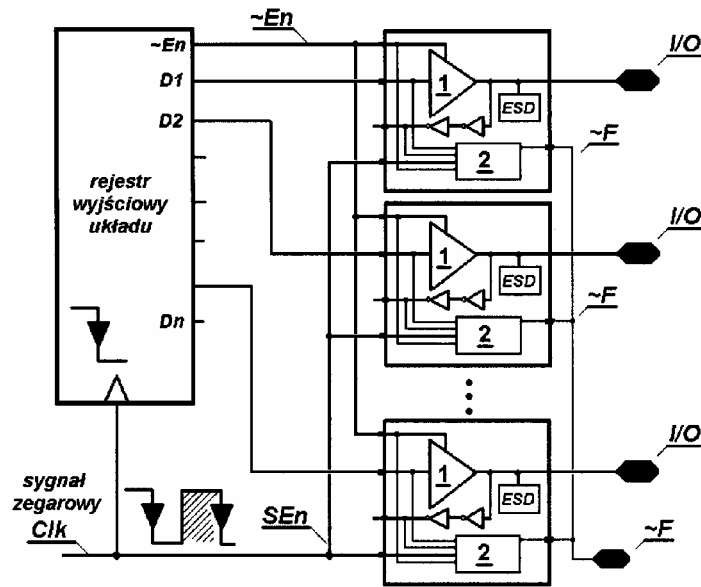 ~En
I/O
~En
D1
1
D2
ESD
~F
2
rejestr
wyjściowy
układu
I/O
1
ESD
~F
2
Dn
I/O
1
sygnał
zegarowy
ESD
Clk
SEn
~F
2